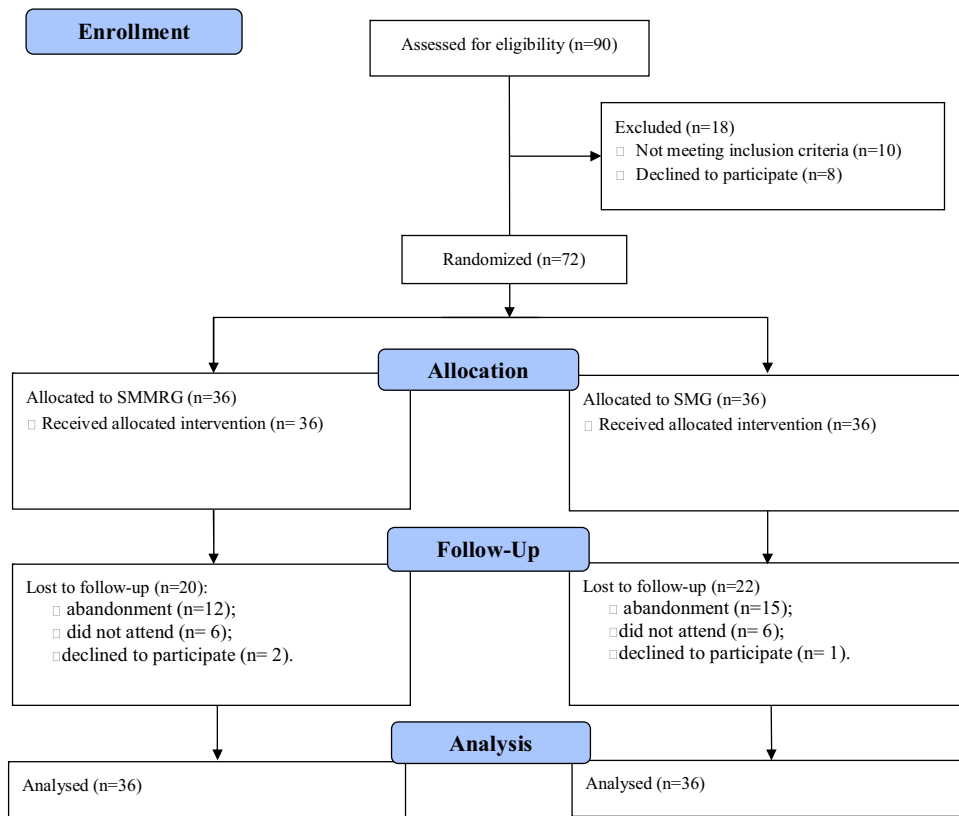 Enrollment
Assessed for eligibility (n=90)
Excluded (n=18)
Not meeting inclusion criteria (n=10)
Declined to participate (n=8)
Randomized (n=72)
Allocation
Allocated to SMMRG (n=36)
Received allocated intervention (n= 36)
Allocated to SMG (n=36)
Received allocated intervention (n=36)
Follow-Up
Lost to follow-up (n=20):
abandonment (n=12);
did not attend (n= 6);
declined to participate (n= 2).
Lost to follow-up (n=22)
abandonment (n=15);
did not attend (n= 6);
declined to participate (n= 1).
Analysis
Analysed (n=36)
Analysed (n=36)